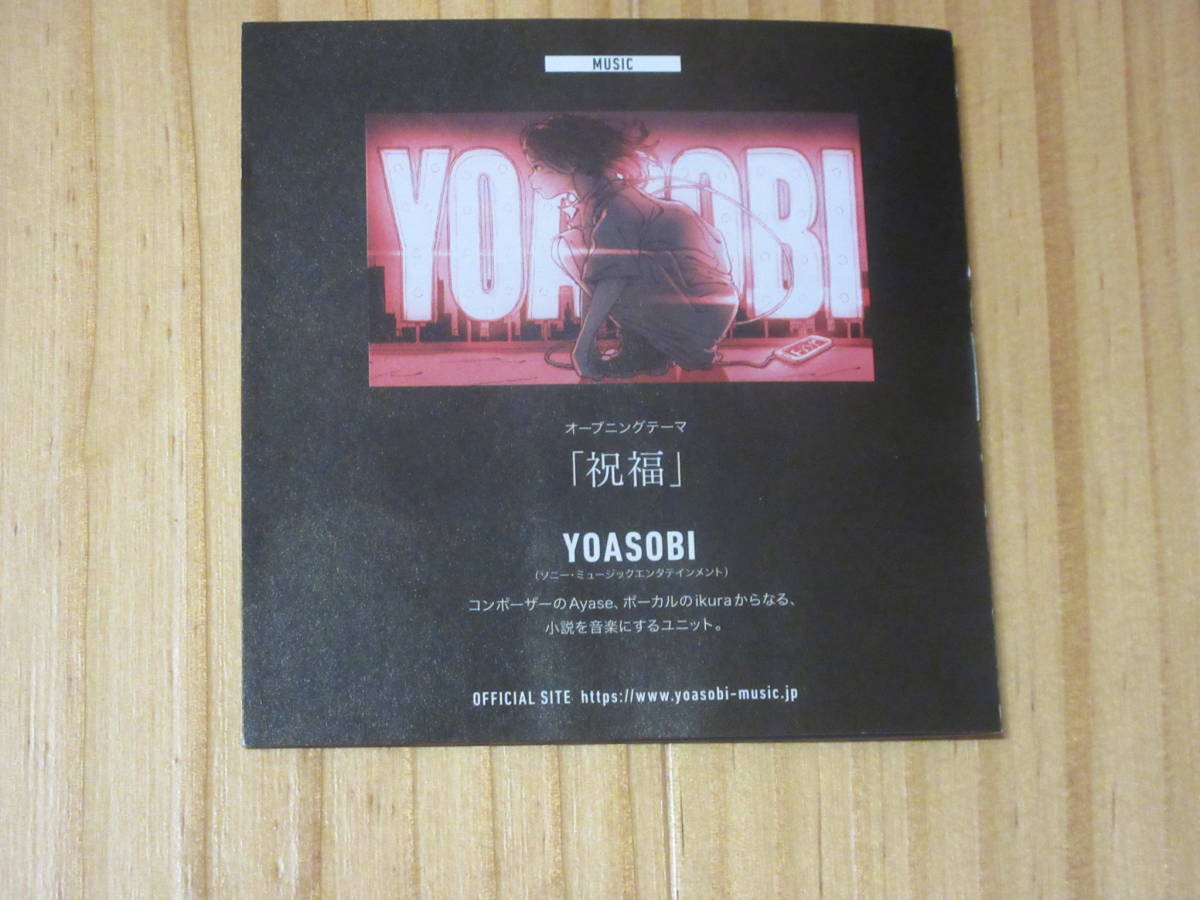 MUSIC
YOASOBI
オープニングテーマ
「祝福」
YOASOBI
(ソニー・ミュージックエンタテインメント)
コンポーザーのAyase、ボーカルのikuraからなる、
小説を音楽にするユニット。
OFFICIAL SITE https://www.yoasobi-music.jp